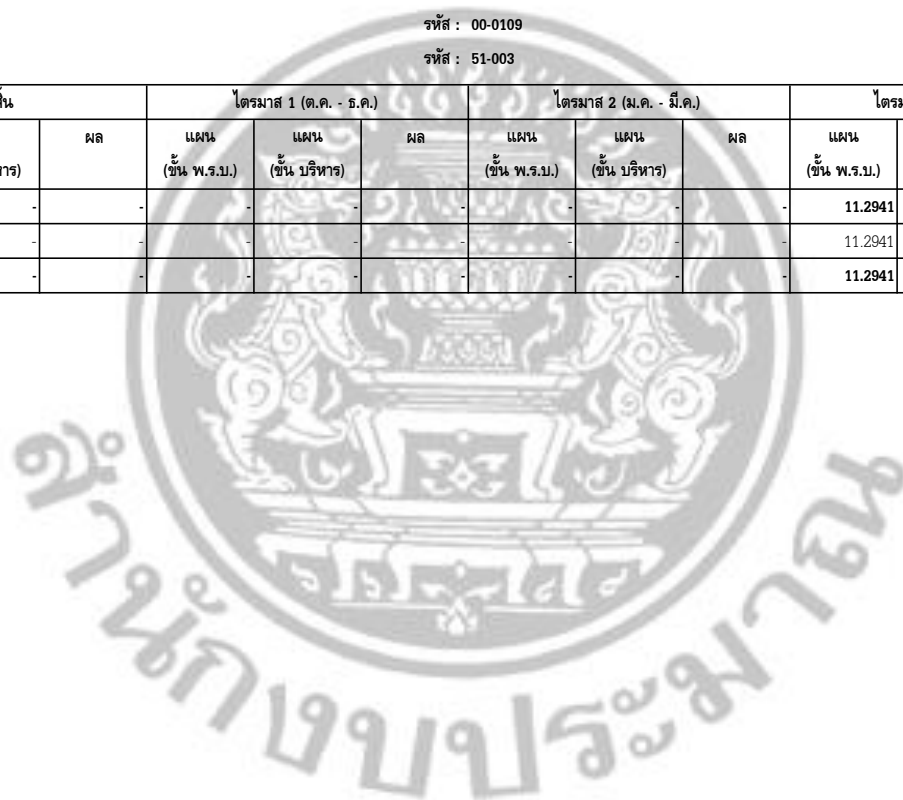 รหัส : 00-0109
รหัส : 51-003
ไตรมาส 1 (ต.ค. - ธ.ค.) ไตรมาส 2 (ม.ค. - มี.ค.)
ผล แผน แผน ผล แผน แผน ผล แผน
(ขั้น พ.ร.บ.) (ขั้น บริหาร) (ขั้น พ.ร.บ.) (ขั้น บริหาร) (ขั้น พ.ร.บ.)
- - - - - - - - 11.2941
- - - - - - - - 11.2941
- - - - - - - - 11.2941
สำนักงบประมาณ